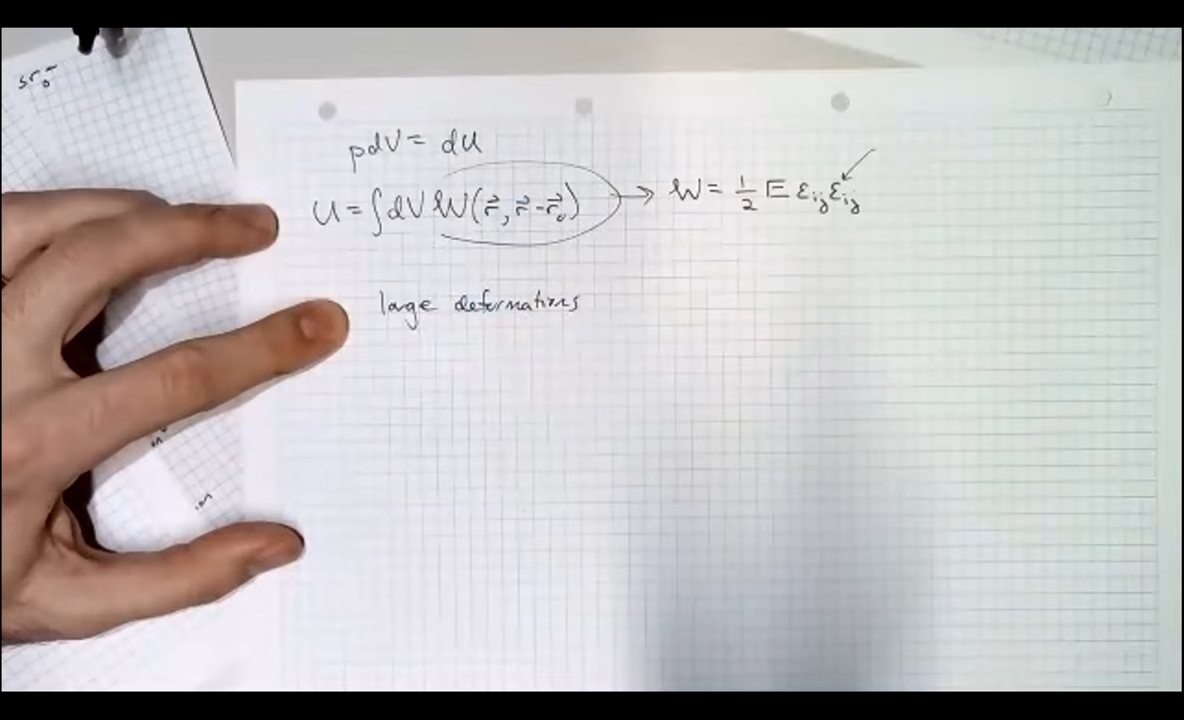 pdV = dU
U = ∫dV W(r⃗, r⃗-r⃗₀) → W = 1/2 E εij εij
large deformations